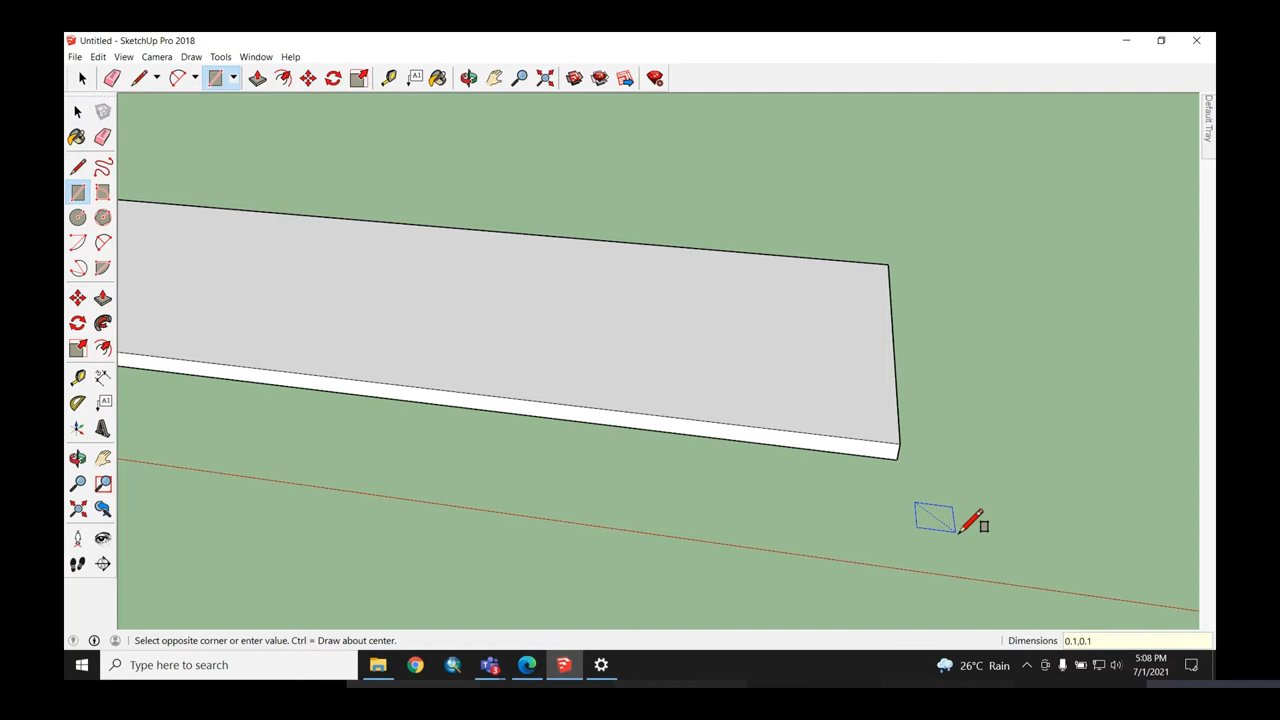 Untitled - SketchUp Pro 2018
File Edit View Camera Draw Tools Window Help
A1
Default Tray
A1
Select opposite corner or enter value. Ctrl = Draw about center.
Dimensions 0.1,0.1
Type here to search
26°C Rain
5:08 PM
7/1/2021